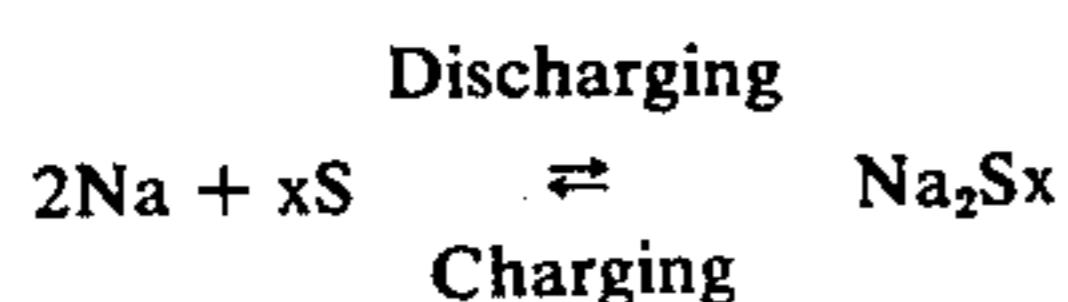 Discharging
2Na + xS ⇄ Na₂Sx
Charging